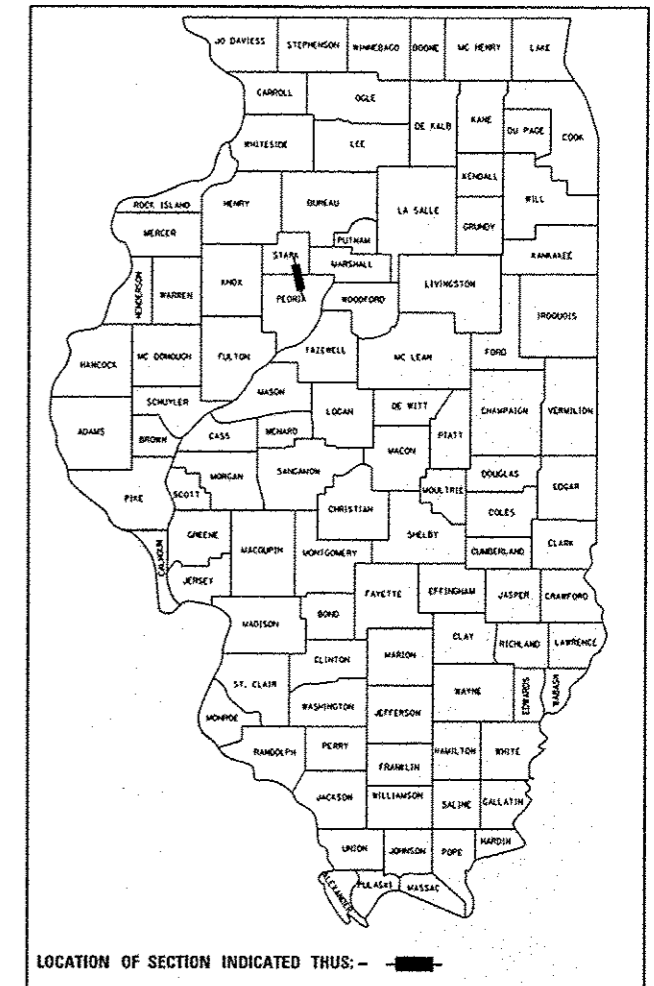 JO DAVIESS STEPHENSON WINNEBAGO BOONE MC HENRY LAKE
CARROLL OGLE
DE KALB KANE DU PAGE COOK
WHITESIDE LEE
KENDALL
ROCK ISLAND HENRY BUREAU LA SALLE GRUNDY WILL
MERCER PUTNAM
STARK MARSHALL KANKAKEE
HENDERSON WARREN KNOX PEORIA WOODFORD LIVINGSTON IROQUOIS
HANCOCK MC DONOUGH FULTON TAZEWELL MC LEAN FORD
SCHUYLER MASON LOGAN DE WITT CHAMPAIGN VERMILION
ADAMS BROWN CASS MENARD MACON PIATT
PIKE SCOTT MORGAN SANGAMON MOULTRIE DOUGLAS EDGAR
CHRISTIAN COLES
CALHOUN GREENE MACOUPIN MONTGOMERY SHELBY CUMBERLAND CLARK
JERSEY FAYETTE EFFINGHAM JASPER CRAWFORD
MADISON BOND
CLAY RICHLAND LAWRENCE
CLINTON MARION
ST. CLAIR WAYNE EDWARDS WABASH
MONROE WASHINGTON JEFFERSON
RANDOLPH PERRY HAMILTON WHITE
FRANKLIN
JACKSON WILLIAMSON SALINE GALLATIN
UNION JOHNSON POPE HARDIN
ALEXANDER PULASKI MASSAC
LOCATION OF SECTION INDICATED THUS: -